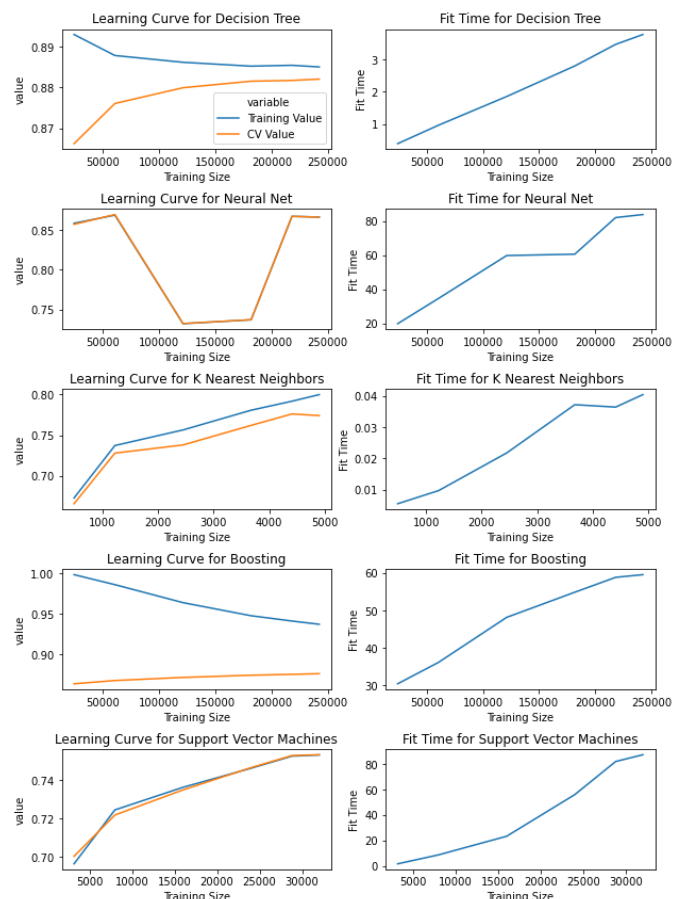 Learning Curve for Decision Tree
Fit Time for Decision Tree
0.89
0.88
0.87
value
variable
Training Value
CV Value
50000 100000 150000 200000 250000
Training Size
3
2
1
Fit Time
50000 100000 150000 200000 250000
Training Size
Learning Curve for Neural Net
Fit Time for Neural Net
0.85
0.80
0.75
value
50000 100000 150000 200000 250000
Training Size
80
60
40
20
Fit Time
50000 100000 150000 200000 250000
Training Size
Learning Curve for K Nearest Neighbors
Fit Time for K Nearest Neighbors
0.80
0.75
0.70
value
1000 2000 3000 4000 5000
Training Size
0.04
0.03
0.02
0.01
Fit Time
1000 2000 3000 4000 5000
Training Size
Learning Curve for Boosting
Fit Time for Boosting
1.00
0.95
0.90
value
50000 100000 150000 200000 250000
Training Size
60
50
40
30
Fit Time
50000 100000 150000 200000 250000
Training Size
Learning Curve for Support Vector Machines
Fit Time for Support Vector Machines
0.74
0.72
0.70
value
5000 10000 15000 20000 25000 30000
Training Size
80
60
40
20
0
Fit Time
5000 10000 15000 20000 25000 30000
Training Size